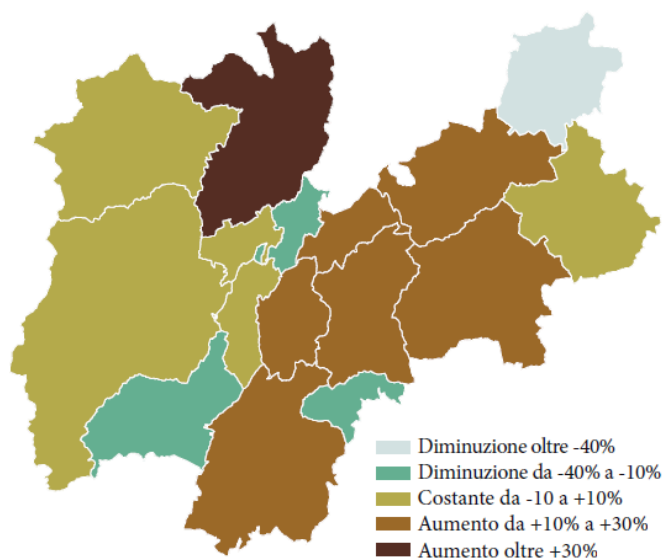 Diminuzione oltre -40%
Diminuzione da -40% a -10%
Costante da -10 a +10%
Aumento da +10% a +30%
Aumento oltre +30%